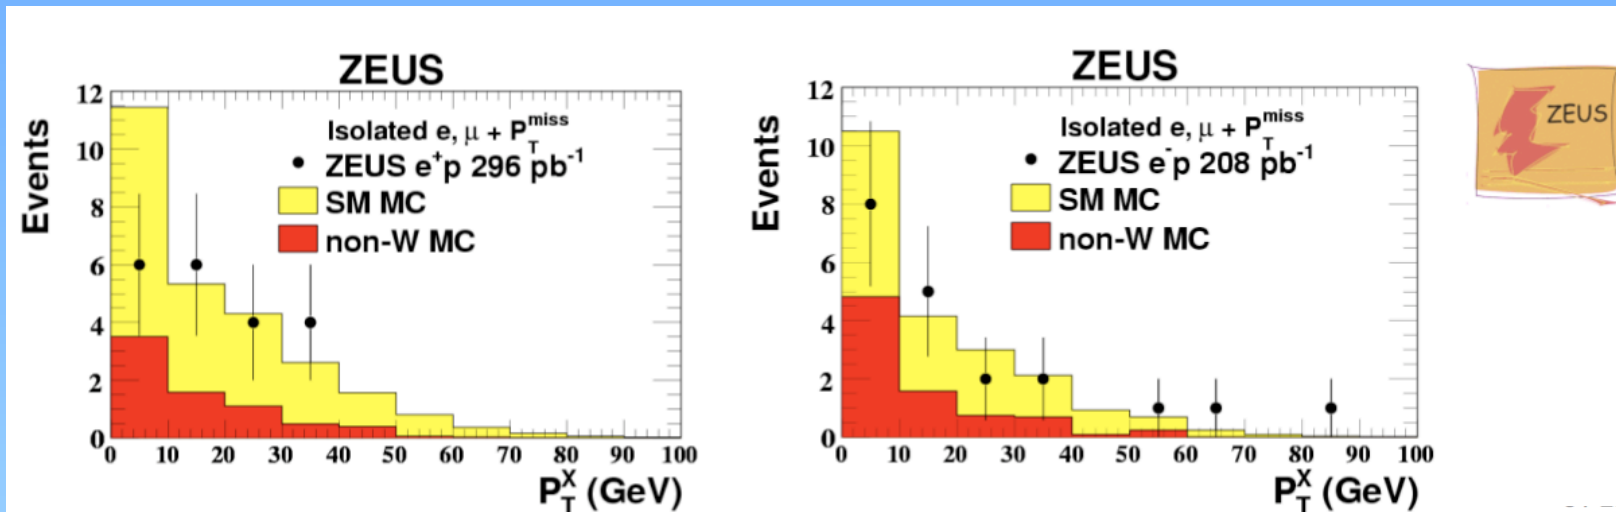 ZEUS
Isolated e, μ + P_T^miss
ZEUS e⁺p 296 pb⁻¹
SM MC
non-W MC
Events
12
10
8
6
4
2
0
0 10 20 30 40 50 60 70 80 90 100
P_T^X (GeV)
ZEUS
Isolated e, μ + P_T^miss
ZEUS e⁻p 208 pb⁻¹
SM MC
non-W MC
Events
12
10
8
6
4
2
0
0 10 20 30 40 50 60 70 80 90 100
P_T^X (GeV)
ZEUS